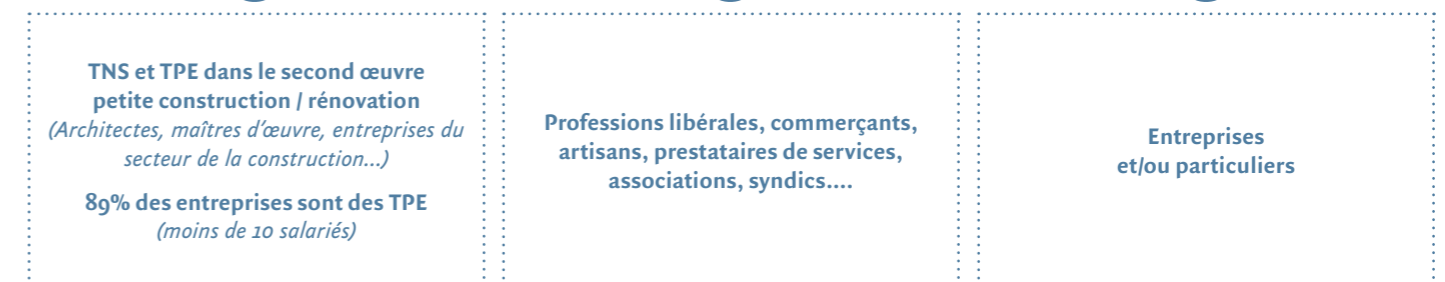 TNS et TPE dans le second œuvre
petite construction / rénovation
(Architectes, maîtres d'œuvre, entreprises du
secteur de la construction...)
89% des entreprises sont des TPE
(moins de 10 salariés)
Professions libérales, commerçants,
artisans, prestataires de services,
associations, syndics....
Entreprises
et/ou particuliers